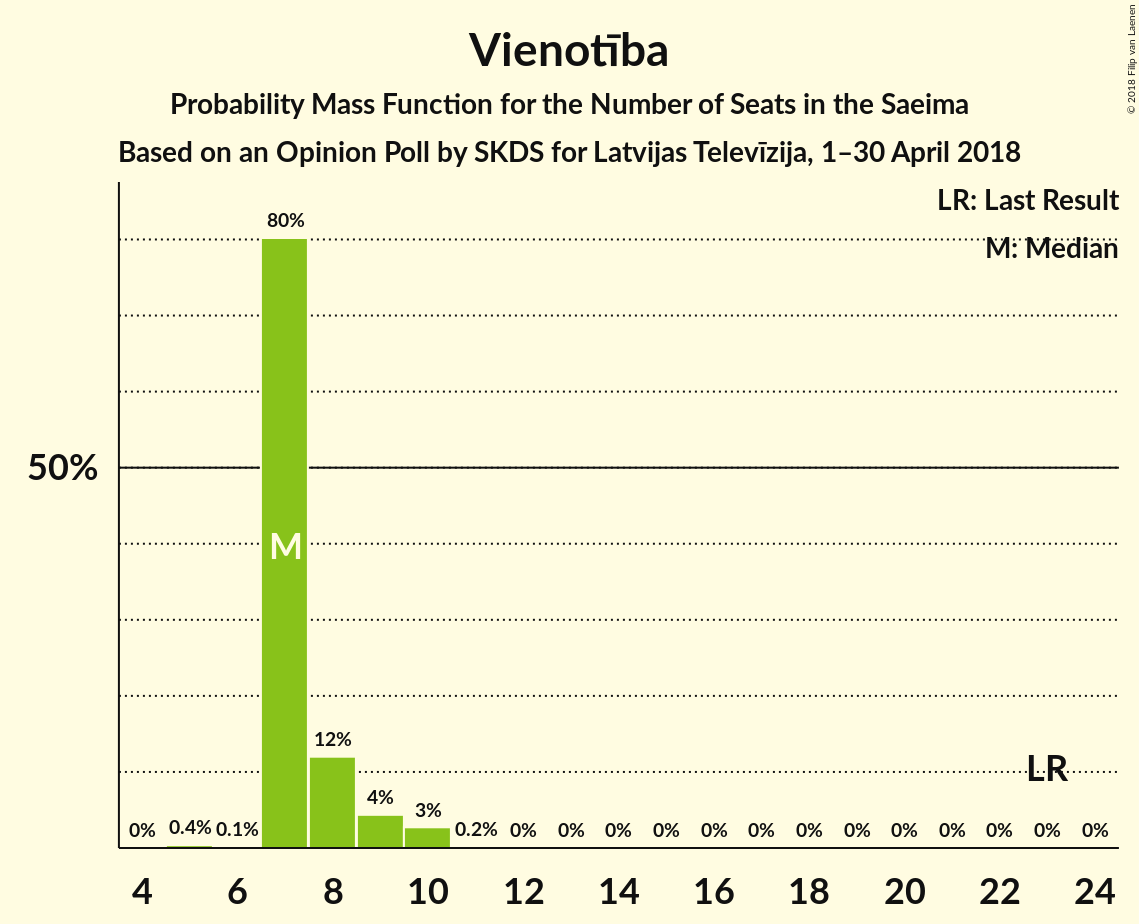 Vienotība
Probability Mass Function for the Number of Seats in the Saeima
Based on an Opinion Poll by SKDS for Latvijas Televīzija, 1–30 April 2018
© 2018 Filip van Laenen
LR: Last Result
M: Median
50%
80%
M
12%
4%
3%
LR
0% 0.4% 0.1% 0.2% 0% 0% 0% 0% 0% 0% 0% 0% 0% 0% 0% 0% 0%
4 6 8 10 12 14 16 18 20 22 24